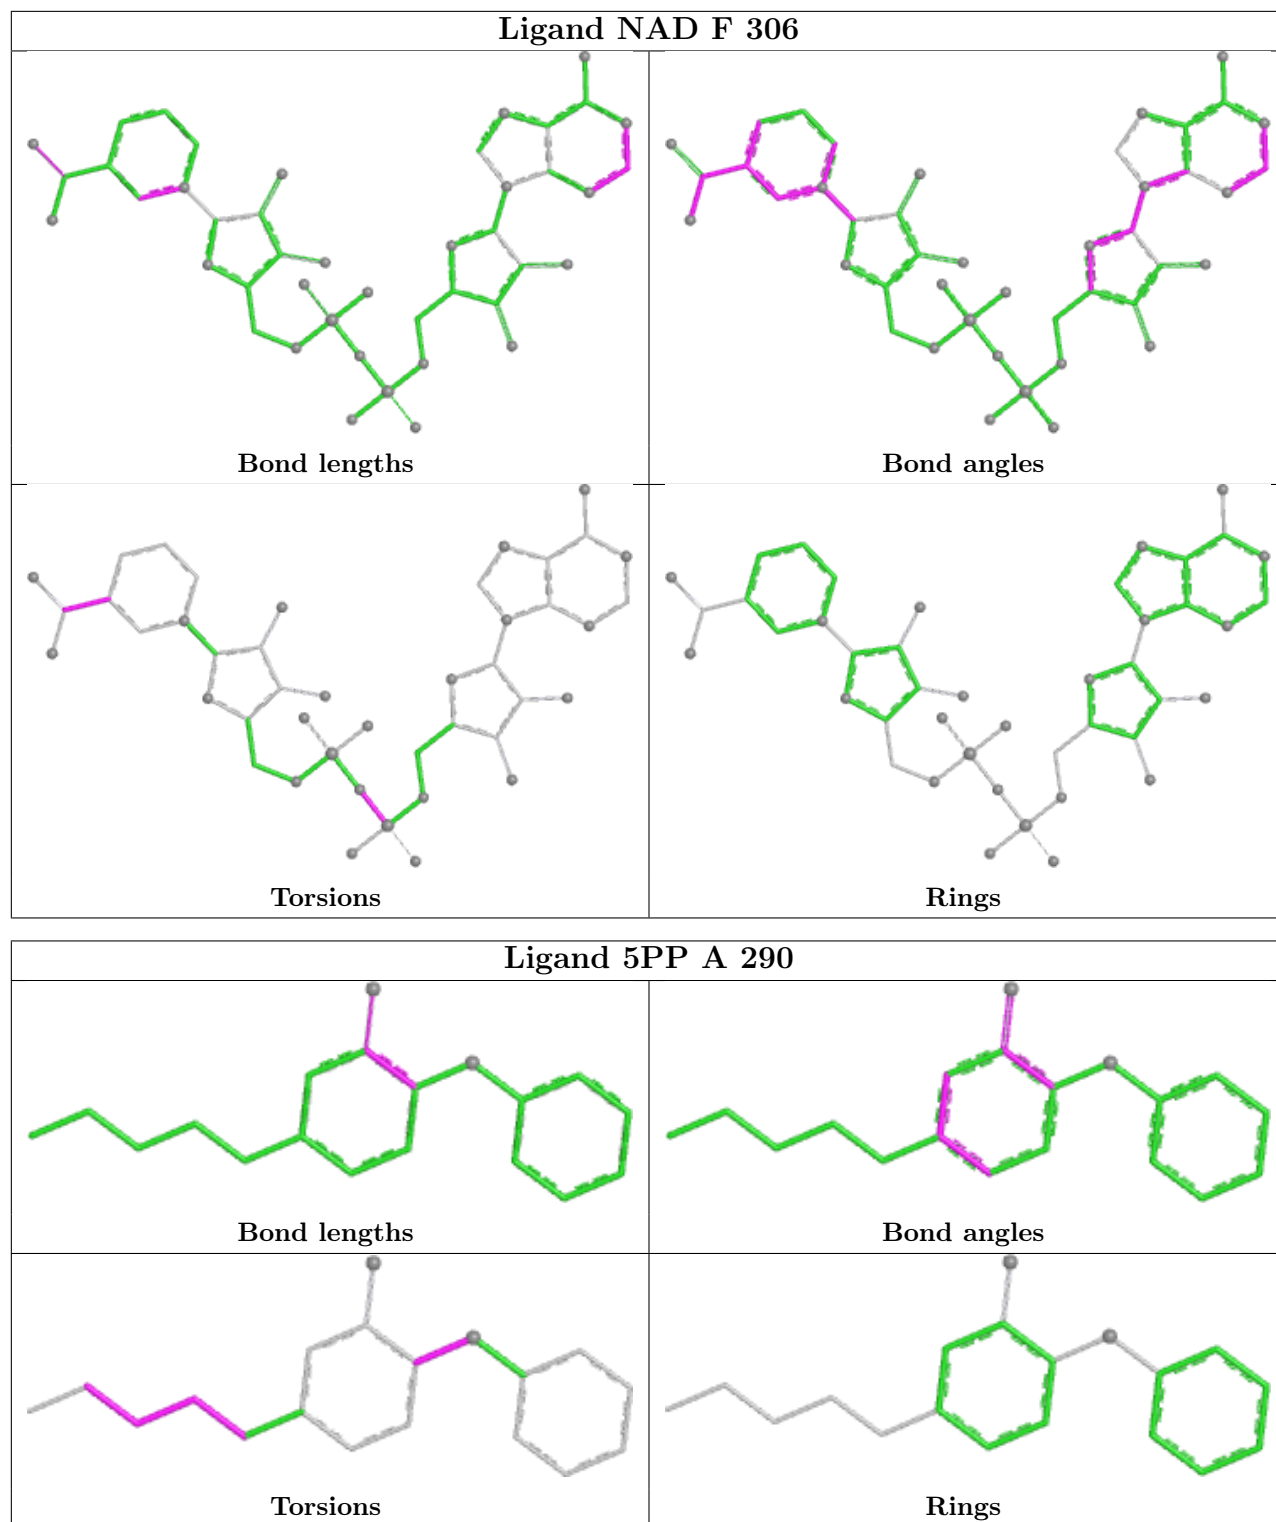 Ligand NAD F 306
Bond lengths
Bond angles
Torsions
Rings
Ligand 5PP A 290
Bond lengths
Bond angles
Torsions
Rings